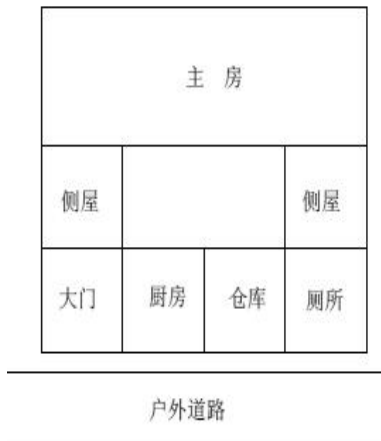 主 房
侧屋 侧屋
大门 厨房 仓库 厕所
户外道路